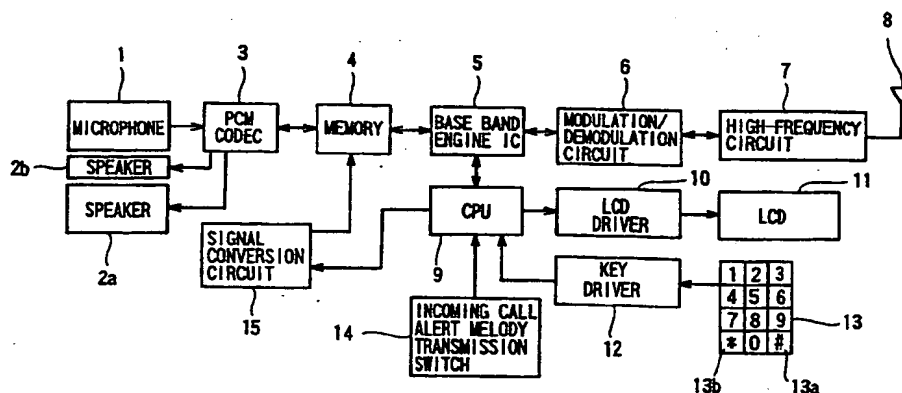 8
1
3
4
5
6
7
MICROPHONE
PCM
CODEC
MEMORY
BASE BAND
ENGINE IC
MODULATION/
DEMODULATION
CIRCUIT
HIGH-FREQUENCY
CIRCUIT
2b
SPEAKER
10
11
SPEAKER
CPU
LCD
DRIVER
LCD
2a
SIGNAL
CONVERSION
CIRCUIT
9
KEY
DRIVER
1 2 3
4 5 6
7 8 9
* 0 #
13
15
14
INCOMING CALL
ALERT MELODY
TRANSMISSION
SWITCH
12
13b
13a